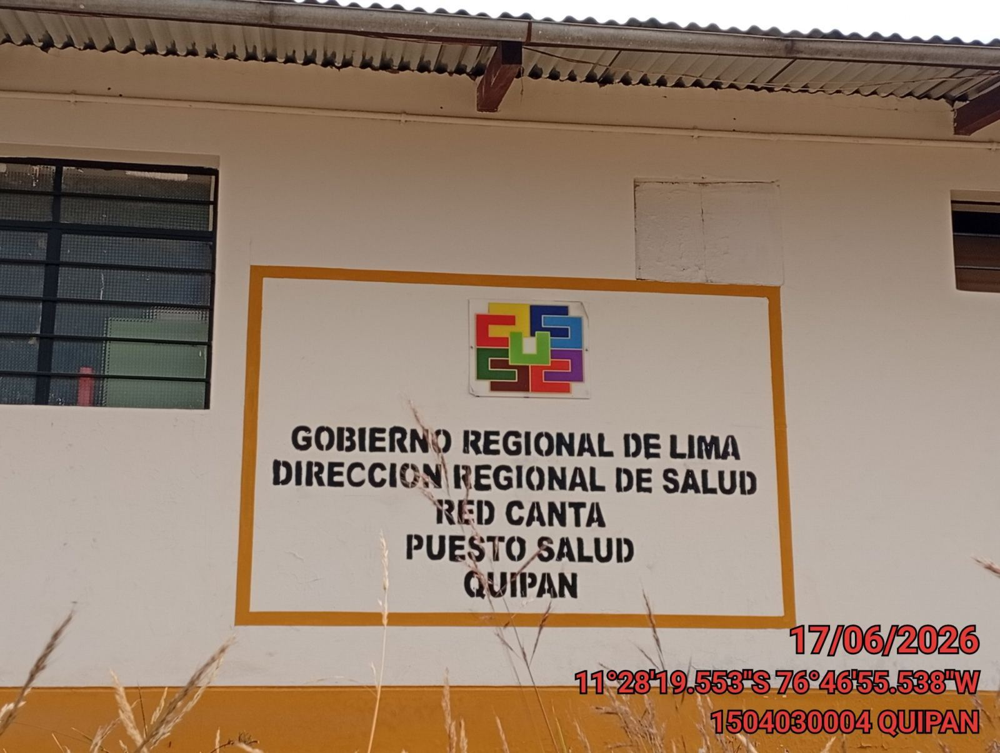 GOBIERNO REGIONAL DE LIMA
DIRECCION REGIONAL DE SALUD
RED CANTA
PUESTO SALUD
QUIPAN
17/06/2026
11°28'19.553"S 76°46'55.538"W
1504030004 QUIPAN